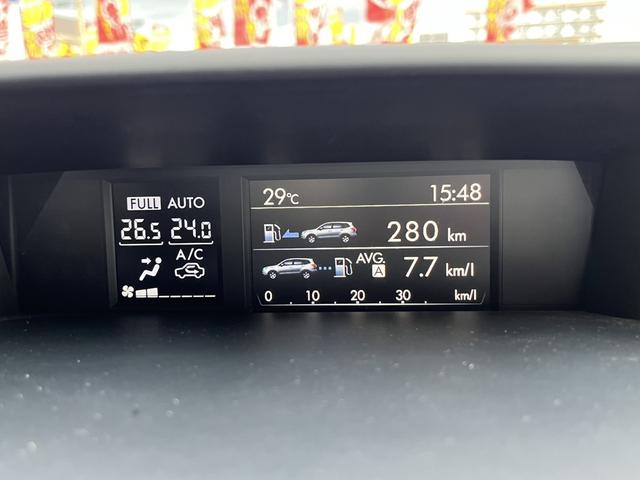 FULL AUTO
26.5 24.0
A/C
29℃ 15:48
280 km
AVG. A 7.7 km/l
0 10 20 30 km/l